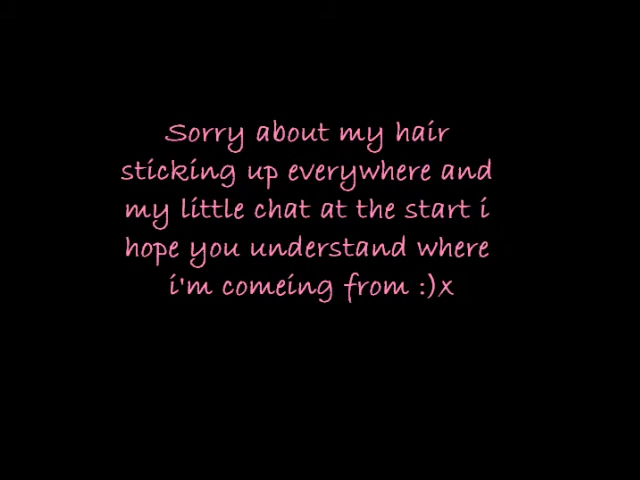 Sorry about my hair
sticking up everywhere and
my little chat at the start i
hope you understand where
i'm comeing from :)x